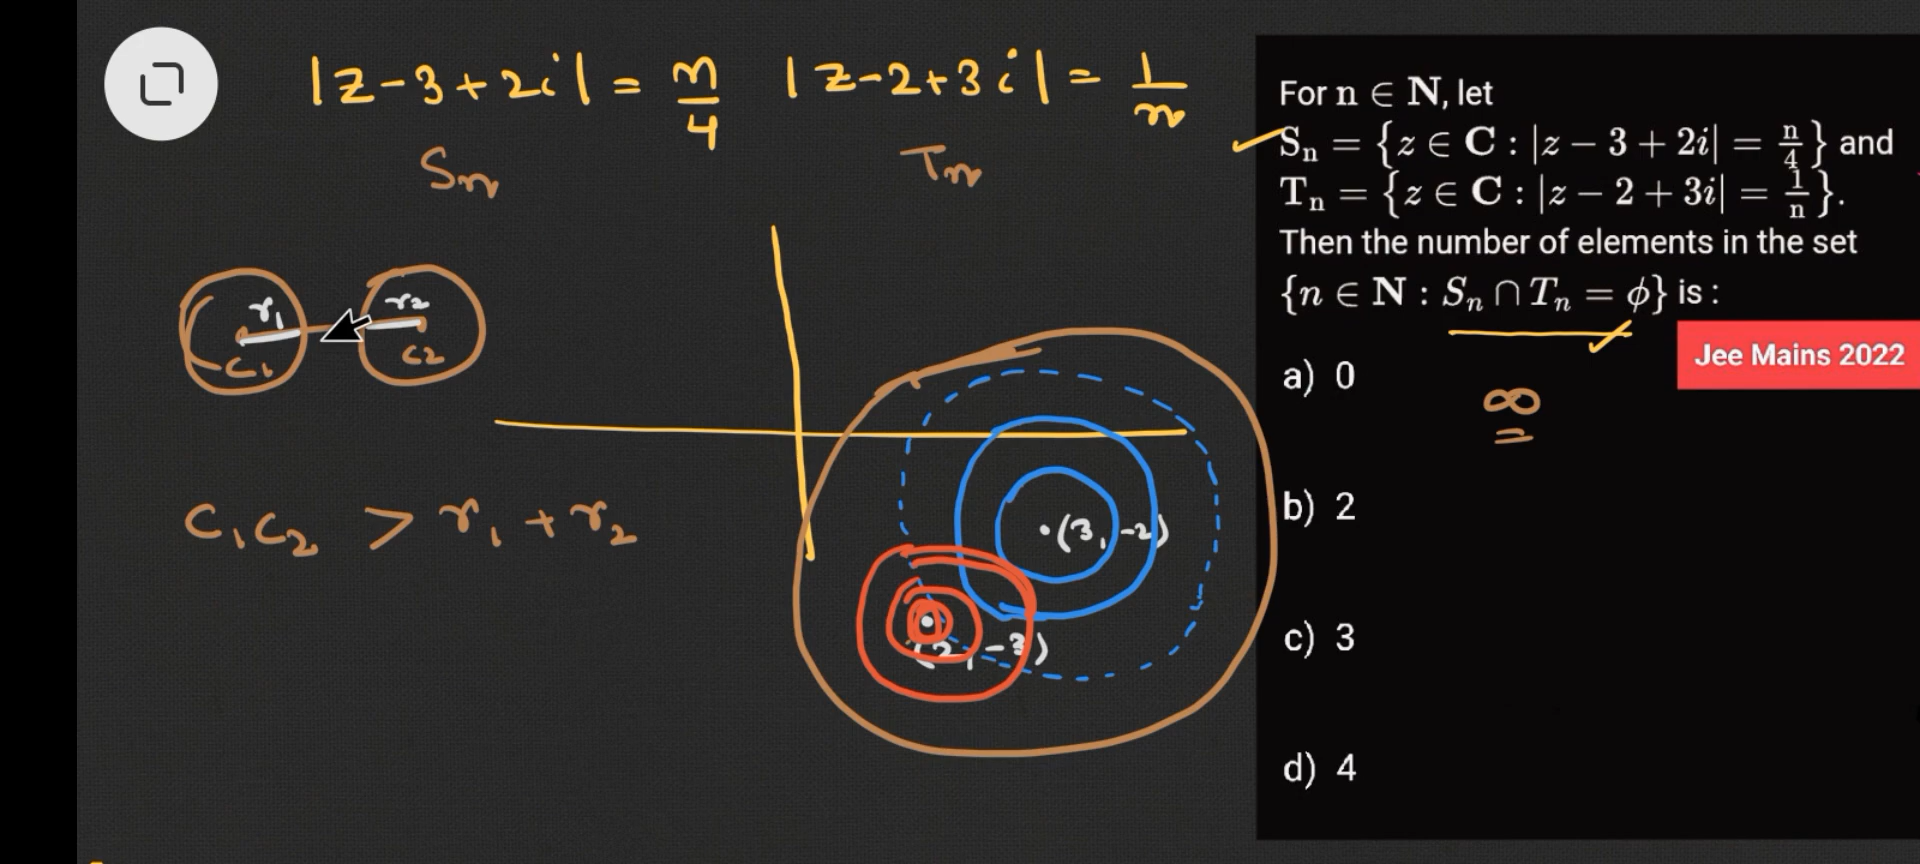 |z-3+2i| = n/4   |z-2+3i| = 1/n
Sn   Tn
r1   r2
C1   C2
C1C2 > r1 + r2
·(3, -2)
(2, -3)
For n ∈ N, let
Sn = {z ∈ C : |z − 3 + 2i| = n/4} and
Tn = {z ∈ C : |z − 2 + 3i| = 1/n}.
Then the number of elements in the set
{n ∈ N : Sn ∩ Tn = ϕ} is :
Jee Mains 2022
a) 0
∞
b) 2
c) 3
d) 4